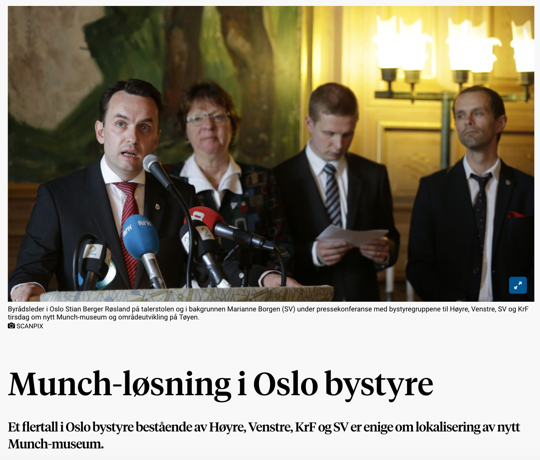 Byrådsleder i Oslo Stian Berger Røsland på talerstolen og i bakgrunnen Marianne Borgen (SV) under pressekonferanse med bystyregruppene til Høyre, Venstre, SV og KrF
tirsdag om nytt Munch-museum og områdeutvikling på Tøyen.
SCANPIX
Munch-løsning i Oslo bystyre
Et flertall i Oslo bystyre bestående av Høyre, Venstre, KrF og SV er enige om lokalisering av nytt
Munch-museum.